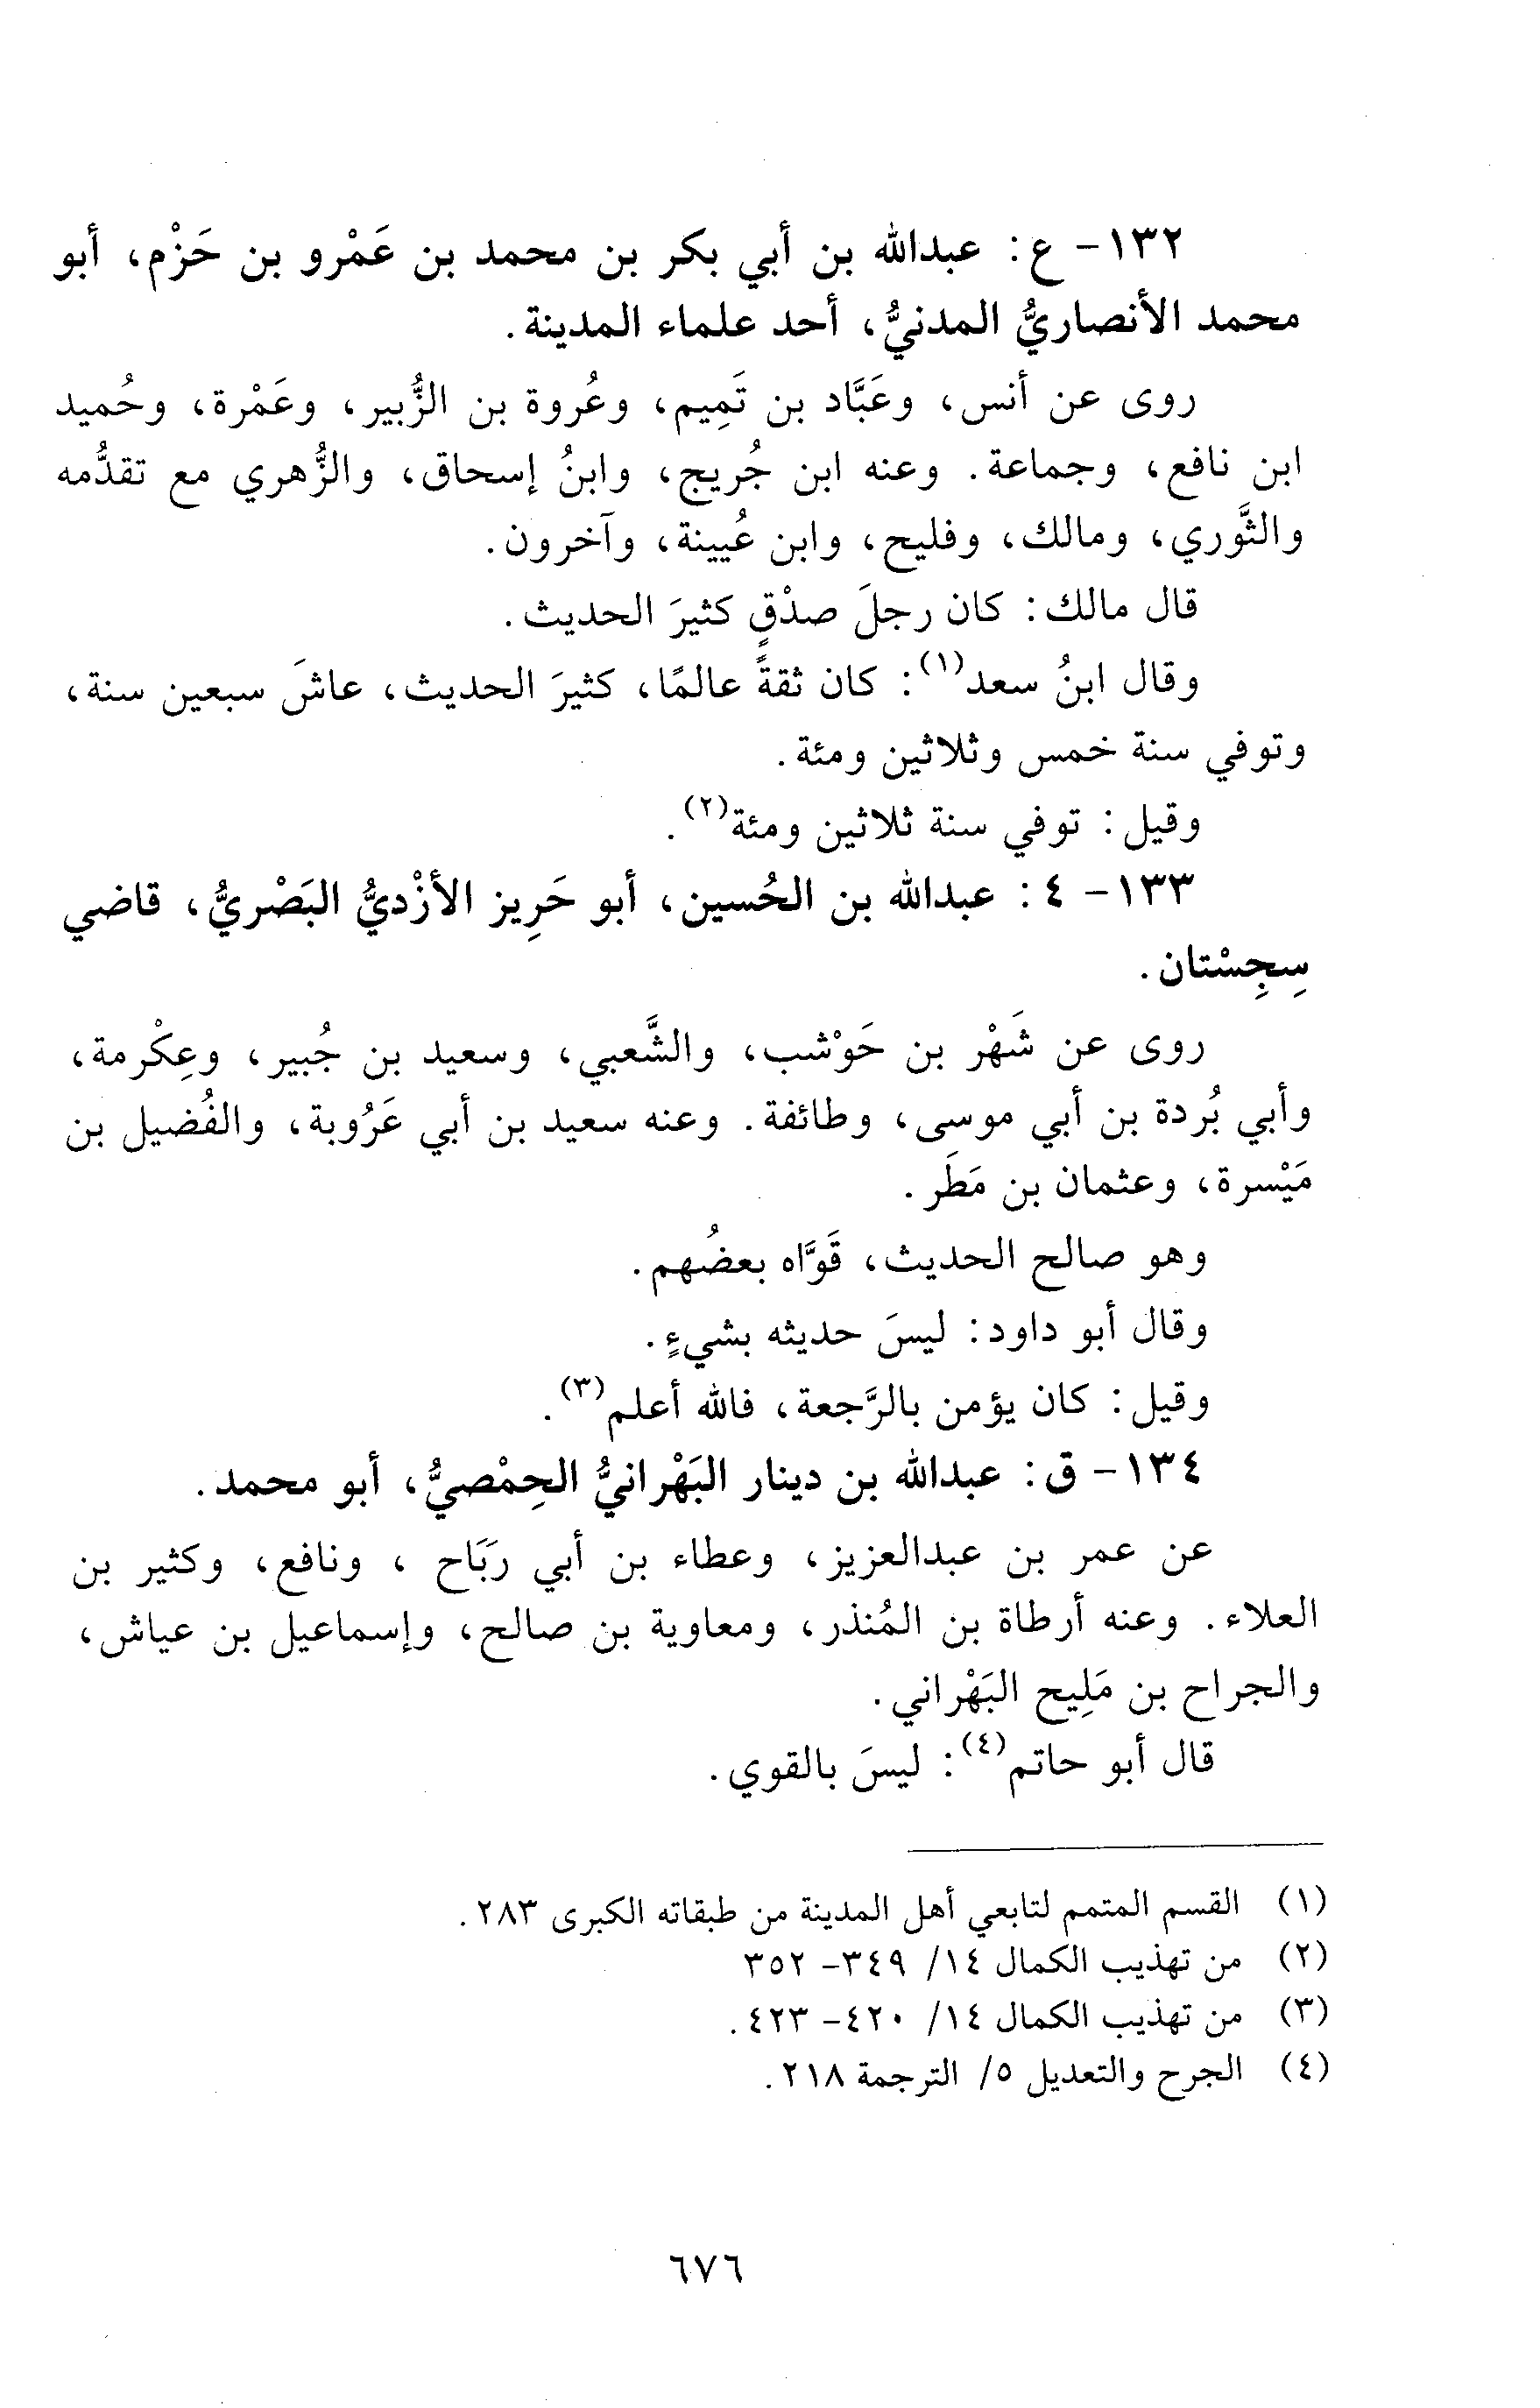 ١٣٢- ع: عبدالله بن أبي بكر بن محمد بن عَمْرو بن حَزْم، أبو
محمد الأنصاريُّ المدنيُّ، أحد علماء المدينة.
روى عن أنس، وعَبَّاد بن تَمِيم، وعُروة بن الزُّبير، وعَمْرة، وحُميد
ابن نافع، وجماعة. وعنه ابن جُريج، وابنُ إسحاق، والزُّهري مع تقدُّمه
والثَّوري، ومالك، وفليح، وابن عُيينة، وآخرون.
قال مالك: كان رجلَ صدْقٍ كثيرَ الحديث.
وقال ابنُ سعد(١): كان ثقةً عالمًا، كثيرَ الحديث، عاشَ سبعين سنة،
وتوفي سنة خمس وثلاثين ومئة.
وقيل: توفي سنة ثلاثين ومئة(٢).
١٣٣- ٤: عبدالله بن الحُسين، أبو حَرِيز الأزْديُّ البَصْريُّ، قاضي
سِجِسْتان.
روى عن شَهْر بن حَوْشب، والشَّعبي، وسعيد بن جُبير، وعِكْرمة،
وأبي بُردة بن أبي موسى، وطائفة. وعنه سعيد بن أبي عَرُوبة، والفُضيل بن
مَيْسرة، وعثمان بن مَطَر.
وهو صالح الحديث، قَوَّاه بعضُهم.
وقال أبو داود: ليسَ حديثه بشيءٍ.
وقيل: كان يؤمن بالرَّجعة، فالله أعلم(٣).
١٣٤- ق: عبدالله بن دينار البَهْرانيُّ الحِمْصيُّ، أبو محمد.
عن عمر بن عبدالعزيز، وعطاء بن أبي رَبَاح ، ونافع، وكثير بن
العلاء. وعنه أرطاة بن المُنذر، ومعاوية بن صالح، وإسماعيل بن عياش،
والجراح بن مَلِيح البَهْراني.
قال أبو حاتم(٤): ليسَ بالقوي.
(١) القسم المتمم لتابعي أهل المدينة من طبقاته الكبرى ٢٨٣.
(٢) من تهذيب الكمال ١٤/ ٣٤٩- ٣٥٢
(٣) من تهذيب الكمال ١٤/ ٤٢٠- ٤٢٣.
(٤) الجرح والتعديل ٥/ الترجمة ٢١٨.
٦٧٦